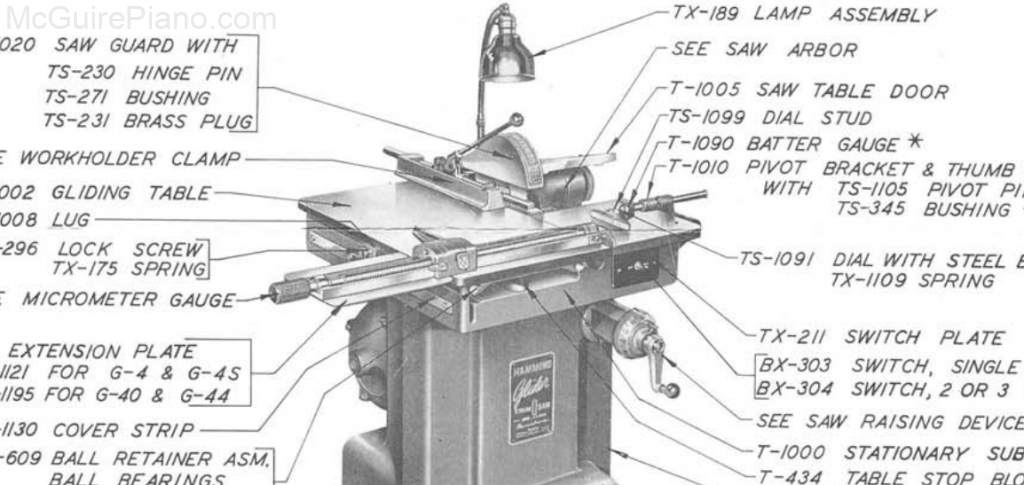 McGuirePiano.com
020 SAW GUARD WITH
TS-230 HINGE PIN
TS-271 BUSHING
TS-231 BRASS PLUG
E WORKHOLDER CLAMP
002 GLIDING TABLE
1008 LUG
-296 LOCK SCREW
TX-175 SPRING
E MICROMETER GAUGE
EXTENSION PLATE
1121 FOR G-4 & G-4S
1195 FOR G-40 & G-44
-1130 COVER STRIP
-609 BALL RETAINER ASM.
BALL BEARINGS
TX-189 LAMP ASSEMBLY
SEE SAW ARBOR
T-1005 SAW TABLE DOOR
TS-1099 DIAL STUD
T-1090 BATTER GAUGE *
T-1010 PIVOT BRACKET & THUMB
WITH TS-1105 PIVOT PI
TS-345 BUSHING
TS-1091 DIAL WITH STEEL B
TX-1109 SPRING
TX-211 SWITCH PLATE
BX-303 SWITCH, SINGLE
BX-304 SWITCH, 2 OR 3
SEE SAW RAISING DEVICE
T-1000 STATIONARY SUB
T-434 TABLE STOP BLO
HAMMOND
Glider
TRIM O SAW